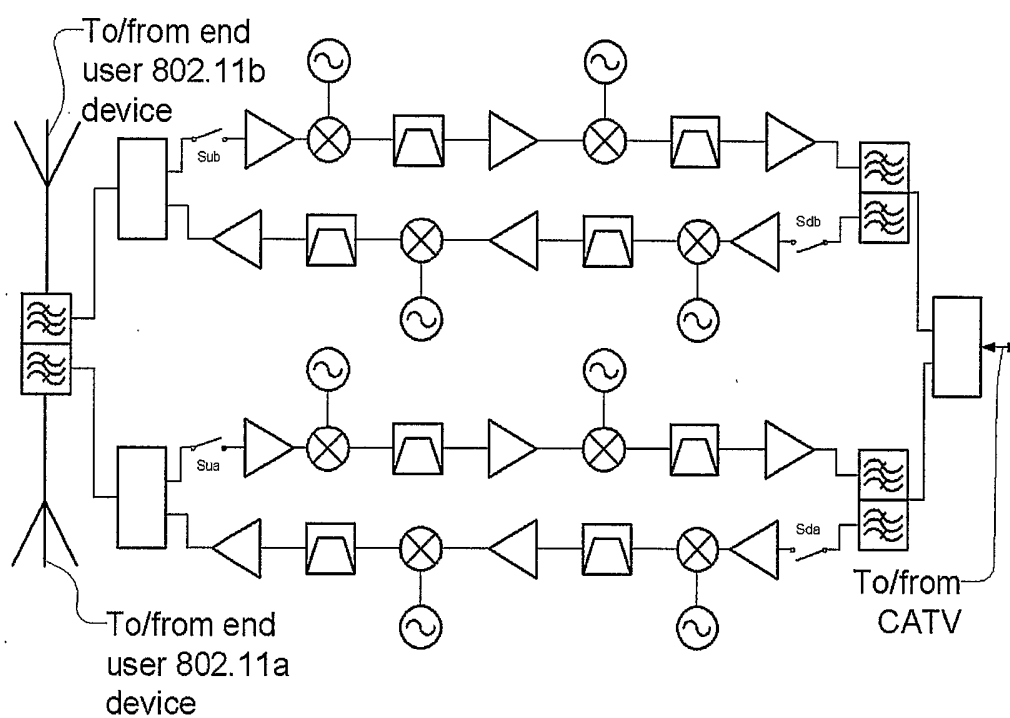 To/from end
user 802.11b
device
Sub
Sdb
Sua
Sda
To/from
CATV
To/from end
user 802.11a
device